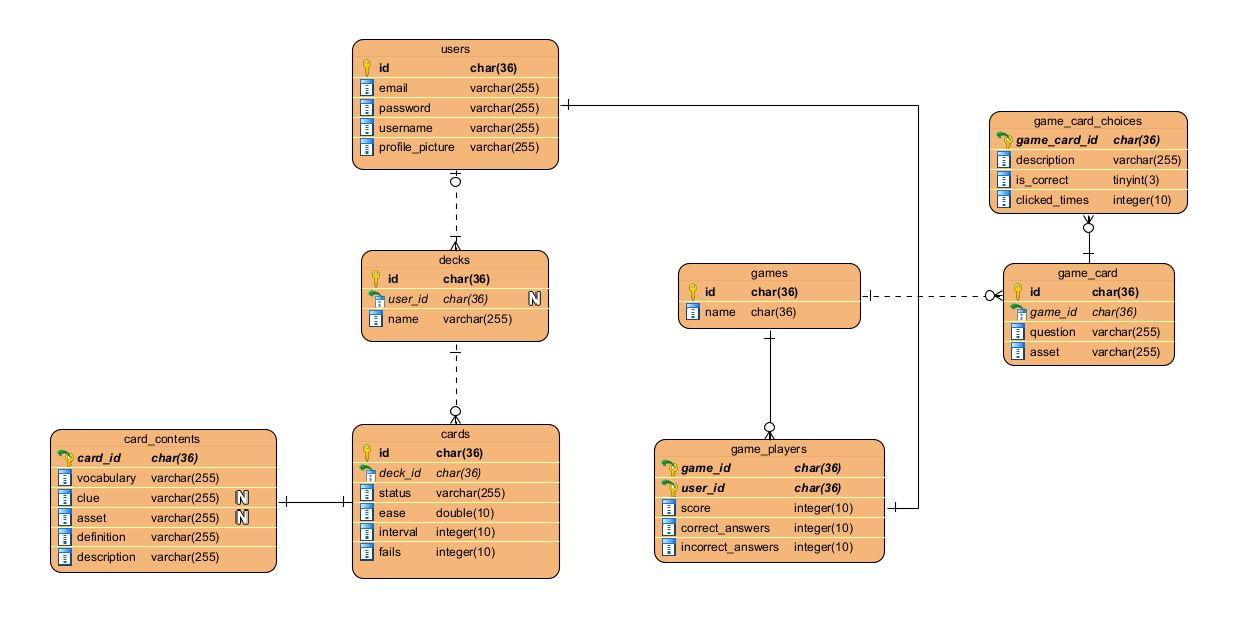 users
id char(36)
email varchar(255)
password varchar(255)
username varchar(255)
profile_picture varchar(255)
game_card_choices
game_card_id char(36)
description varchar(255)
is_correct tinyint(3)
clicked_times integer(10)
decks
id char(36)
user_id char(36) N
name varchar(255)
games
id char(36)
name char(36)
game_card
id char(36)
game_id char(36)
question varchar(255)
asset varchar(255)
card_contents
card_id char(36)
vocabulary varchar(255)
clue varchar(255) N
asset varchar(255) N
definition varchar(255)
description varchar(255)
cards
id char(36)
deck_id char(36)
status varchar(255)
ease double(10)
interval integer(10)
fails integer(10)
game_players
game_id char(36)
user_id char(36)
score integer(10)
correct_answers integer(10)
incorrect_answers integer(10)